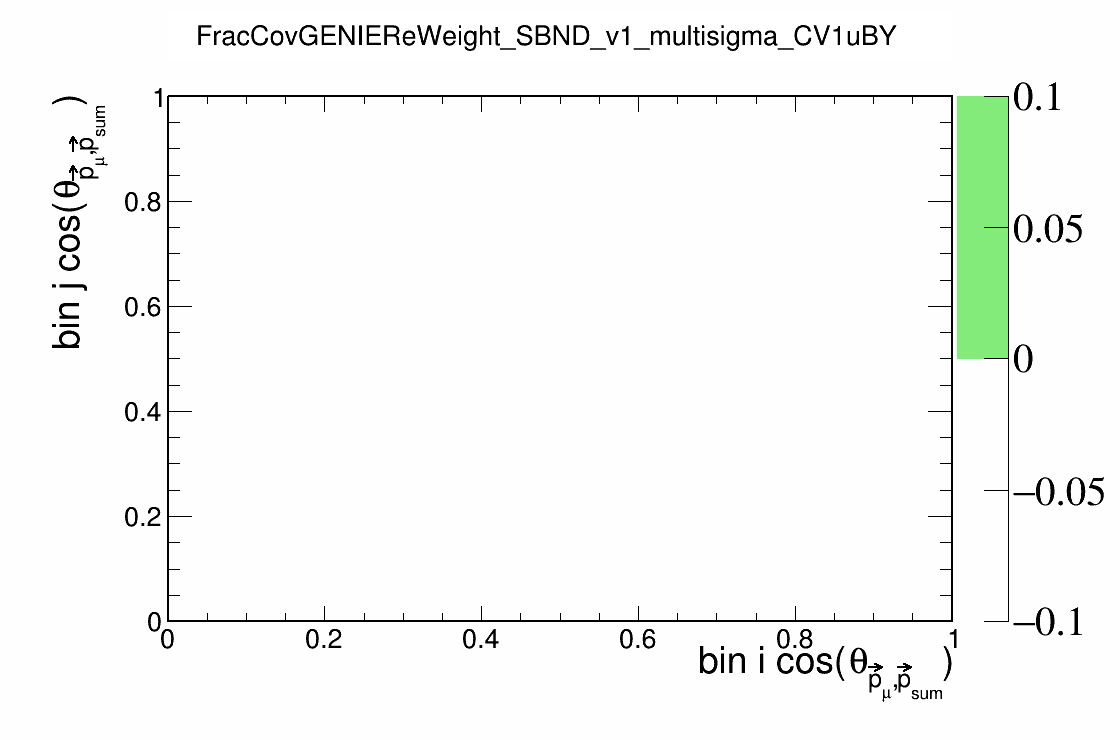 FracCovGENIEReWeight_SBND_v1_multisigma_CV1uBY
bin j cos(θp⃗μ,p⃗sum)
1
0.8
0.6
0.4
0.2
0
0 0.2 0.4 0.6 0.8 1
bin i cos(θp⃗μ,p⃗sum)
0.1
0.05
0
−0.05
−0.1